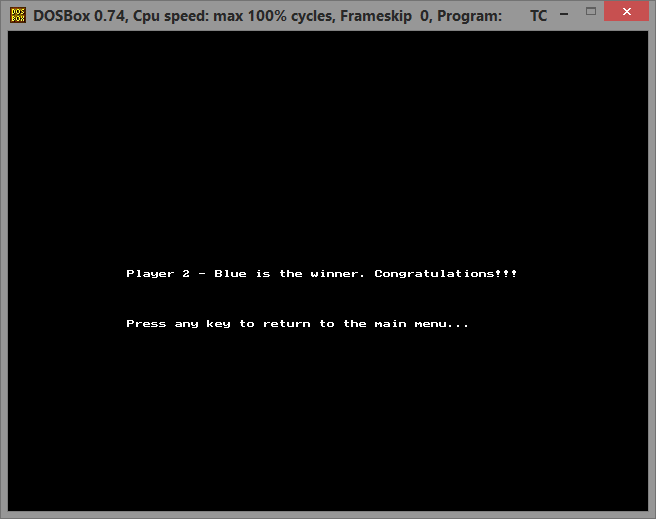 DOS
BOX
DOSBox 0.74, Cpu speed: max 100% cycles, Frameskip  0, Program:       TC
Player 2 - Blue is the winner. Congratulations!!!
Press any key to return to the main menu...